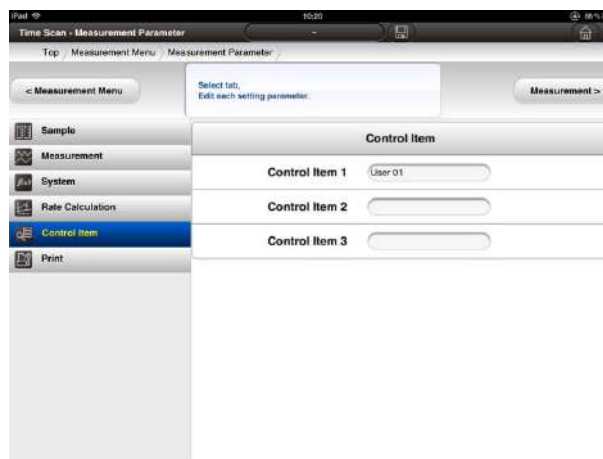 iPad
10:20
66%
Time Scan - Measurement Parameter
-
Top / Measurement Menu / Measurement Parameter /
< Measurement Menu
Select tab,
Edit each setting parameter.
Measurement >
Sample
Measurement
System
Rate Calculation
Control Item
Print
Control Item
Control Item 1 User 01
Control Item 2
Control Item 3